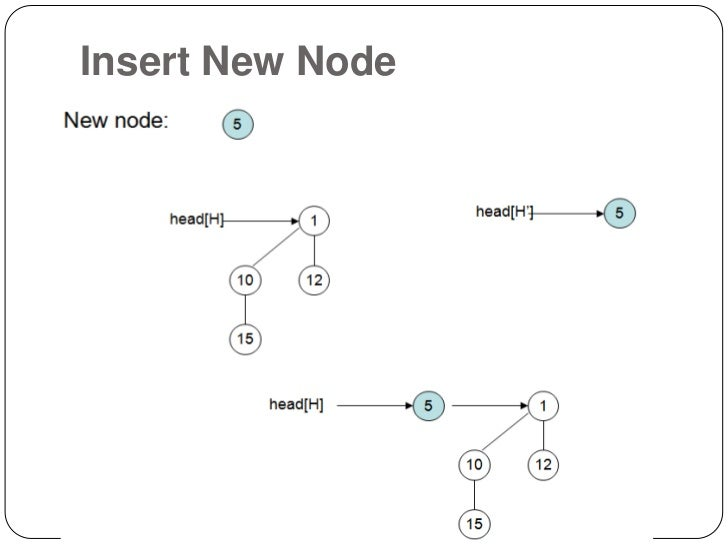 Insert New Node
New node: 5
head[H] 1
head[H'] 5
10 12
15
head[H] 5 1
10 12
15